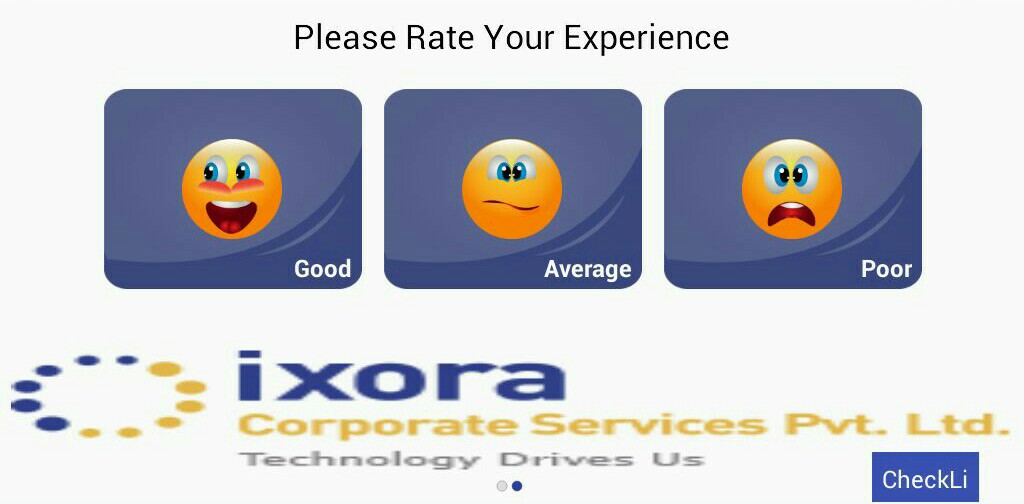 Please Rate Your Experience
Good
Average
Poor
ixora
Corporate Services Pvt. Ltd.
Technology Drives Us
CheckLi